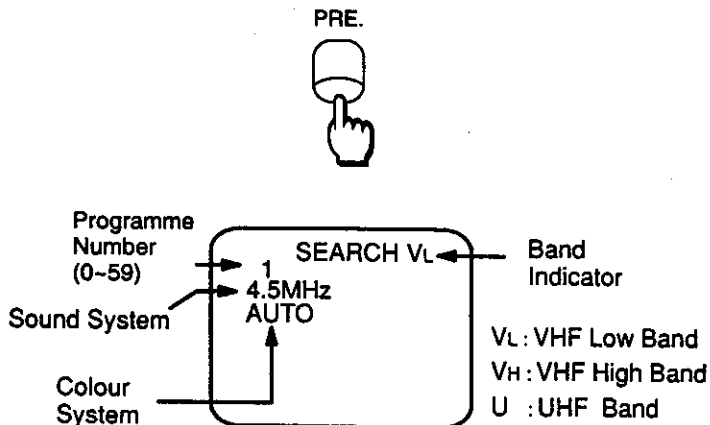 PRE.
Programme
Number
(0~59)
SEARCH VL
1
4.5MHz
AUTO
Band
Indicator
Sound System
Colour
System
VL : VHF Low Band
VH : VHF High Band
U : UHF Band